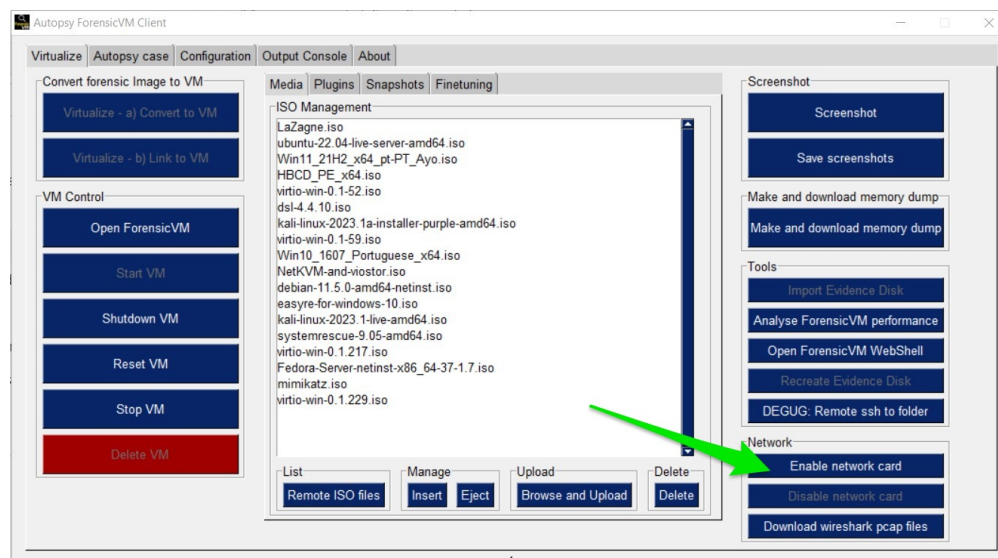 Autopsy ForensicVM Client
Virtualize Autopsy case Configuration Output Console About
Convert forensic Image to VM
Virtualize - a) Convert to VM
Virtualize - b) Link to VM
VM Control
Open ForensicVM
Start VM
Shutdown VM
Reset VM
Stop VM
Delete VM
Media Plugins Snapshots Finetuning
ISO Management
LaZagne.iso
ubuntu-22.04-live-server-amd64.iso
Win11_21H2_x64_pt-PT_Ayo.iso
HBCD_PE_x64.iso
virtio-win-0.1-52.iso
dsl-4.4.10.iso
kali-linux-2023.1a-installer-purple-amd64.iso
virtio-win-0.1-59.iso
Win10_1607_Portuguese_x64.iso
NetKVM-and-viostor.iso
debian-11.5.0-amd64-netinst.iso
easyre-for-windows-10.iso
kali-linux-2023.1-live-amd64.iso
systemrescue-9.05-amd64.iso
virtio-win-0.1.217.iso
Fedora-Server-netinst-x86_64-37-1.7.iso
mimikatz.iso
virtio-win-0.1.229.iso
List Manage Upload Delete
Remote ISO files Insert Eject Browse and Upload Delete
Screenshot
Screenshot
Save screenshots
Make and download memory dump
Make and download memory dump
Tools
Import Evidence Disk
Analyse ForensicVM performance
Open ForensicVM WebShell
Recreate Evidence Disk
DEGUG: Remote ssh to folder
Network
Enable network card
Disable network card
Download wireshark pcap files